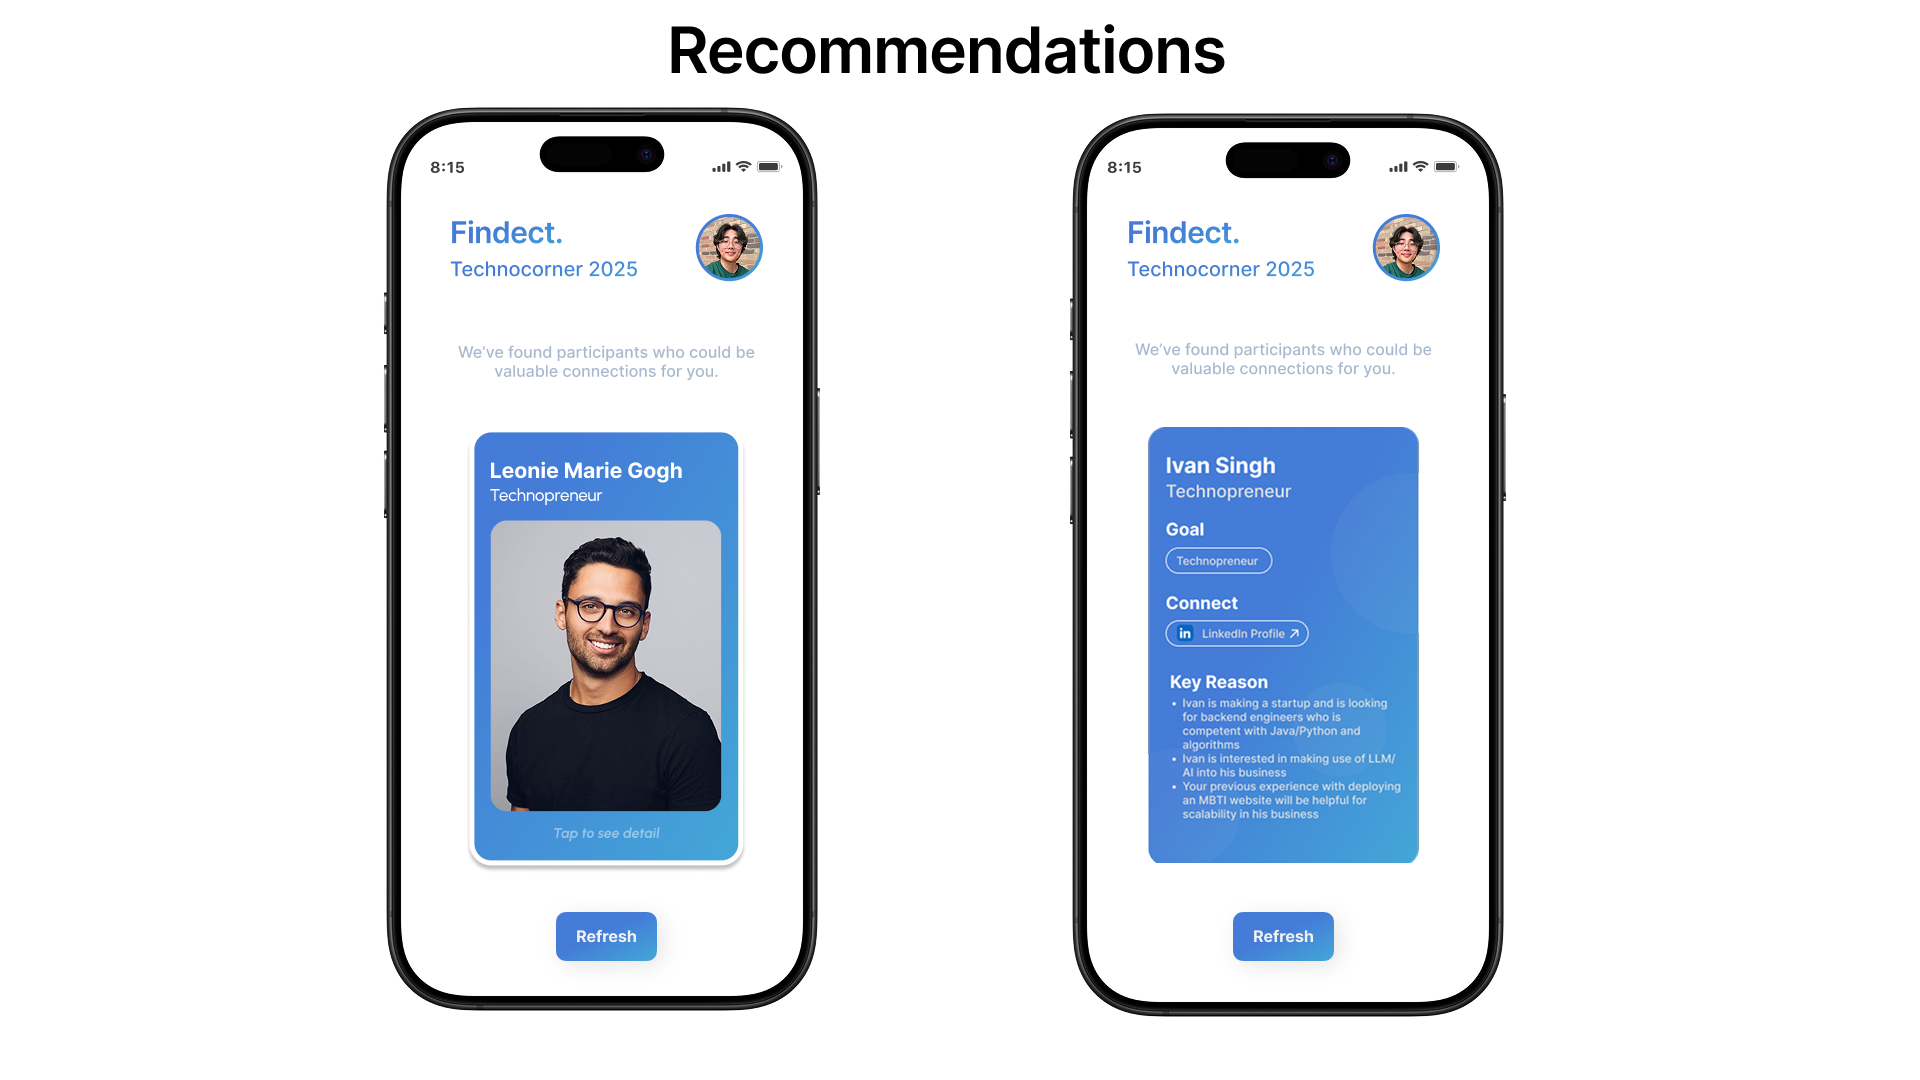 Recommendations
8:15
Findect.
Technocorner 2025
We've found participants who could be
valuable connections for you.
Leonie Marie Gogh
Technopreneur
Tap to see detail
Refresh
8:15
Findect.
Technocorner 2025
We've found participants who could be
valuable connections for you.
Ivan Singh
Technopreneur
Goal
Technopreneur
Connect
in LinkedIn Profile
Key Reason
• Ivan is making a startup and is looking
for backend engineers who is
competent with Java/Python and
algorithms
• Ivan is interested in making use of LLM/
AI into his business
• Your previous experience with deploying
an MBTI website will be helpful for
scalability in his business
Refresh